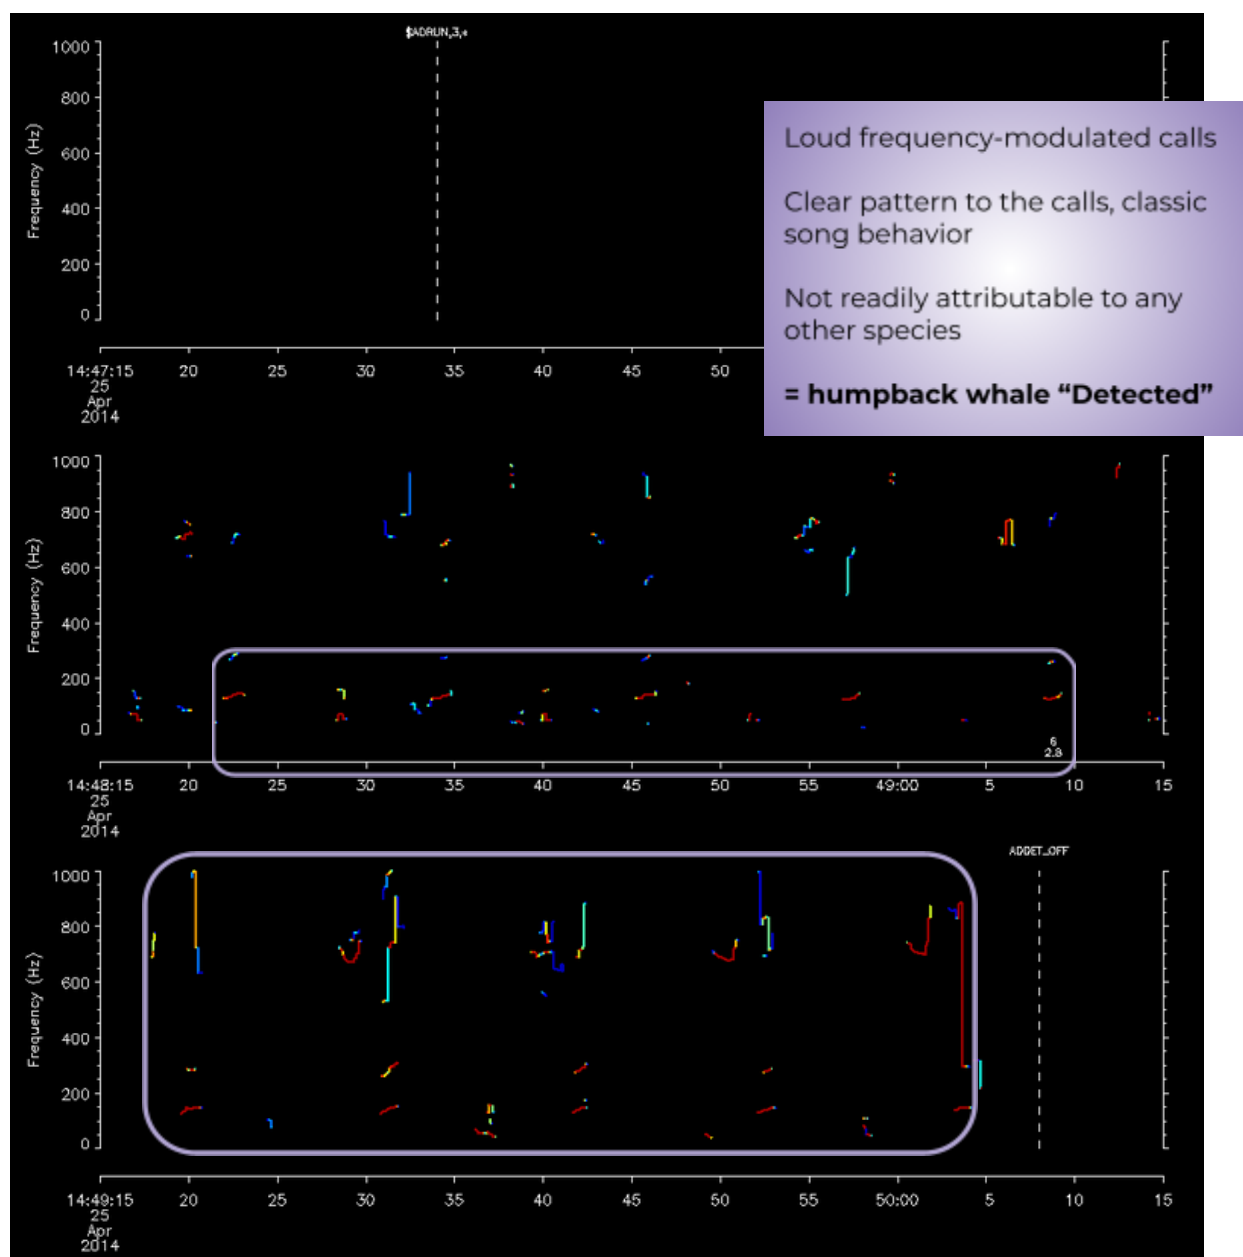 $ADRUN,3,*
1000
800
600
400
200
0
Frequency (Hz)
14:47:15 20 25 30 35 40 45 50
25
Apr
2014
Loud frequency-modulated calls
Clear pattern to the calls, classic
song behavior
Not readily attributable to any
other species
= humpback whale “Detected”
1000
800
600
400
200
0
Frequency (Hz)
6
2.8
14:48:15 20 25 30 35 40 45 50 55 49:00 5 10 15
25
Apr
2014
ADDET_OFF
1000
800
600
400
200
0
Frequency (Hz)
14:49:15 20 25 30 35 40 45 50 55 50:00 5 10 15
25
Apr
2014